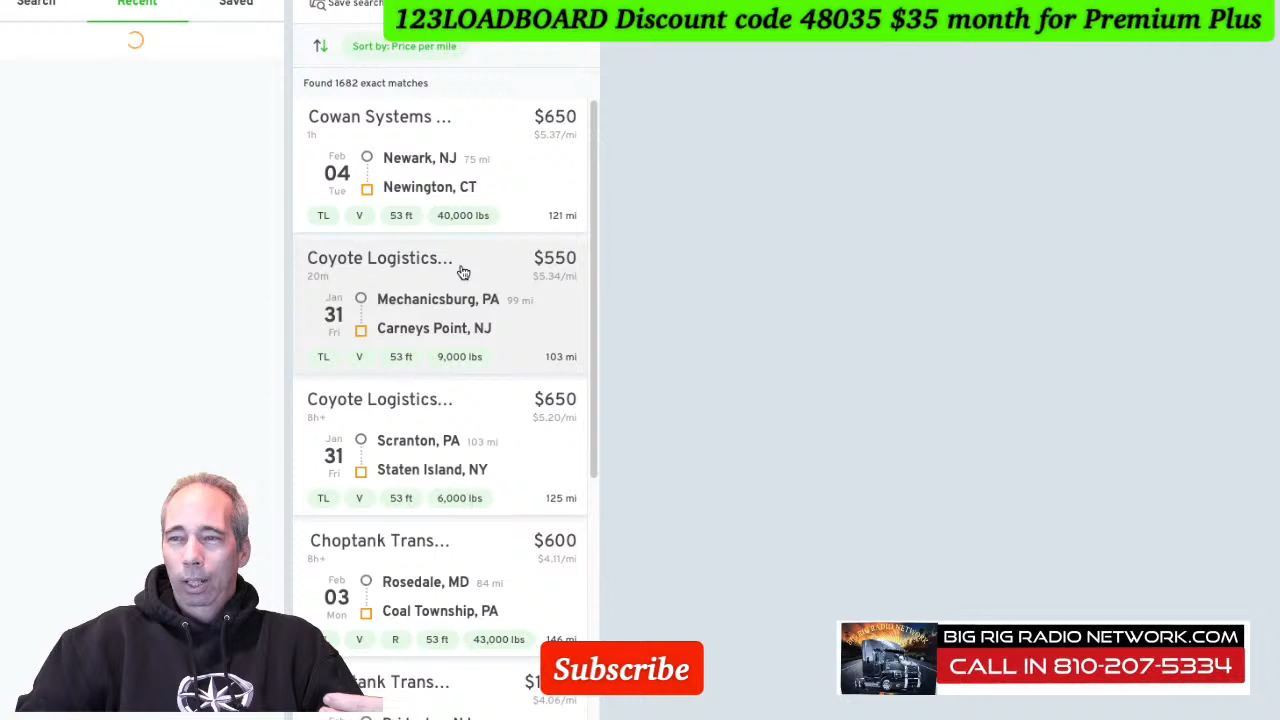 Search
Recent
Saved
Save search
123LOADBOARD Discount code 48035 $35 month for Premium Plus
Sort by: Price per mile
Found 1682 exact matches
Cowan Systems ... $650
1h $5.37/mi
Feb
04
Tue
Newark, NJ 75 mi
Newington, CT
TL V 53 ft 40,000 lbs 121 mi
Coyote Logistics... $550
20m $5.34/mi
Jan
31
Fri
Mechanicsburg, PA 99 mi
Carneys Point, NJ
TL V 53 ft 9,000 lbs 103 mi
Coyote Logistics... $650
8h+ $5.20/mi
Jan
31
Fri
Scranton, PA 103 mi
Staten Island, NY
TL V 53 ft 6,000 lbs 125 mi
Choptank Trans... $600
8h+ $4.11/mi
Feb
03
Mon
Rosedale, MD 84 mi
Coal Township, PA
V R 53 ft 43,000 lbs 146 mi
Trans...
$4.06/mi
Subscribe
BIG RIG RADIO NETWORK.COM
CALL IN 810-207-5334